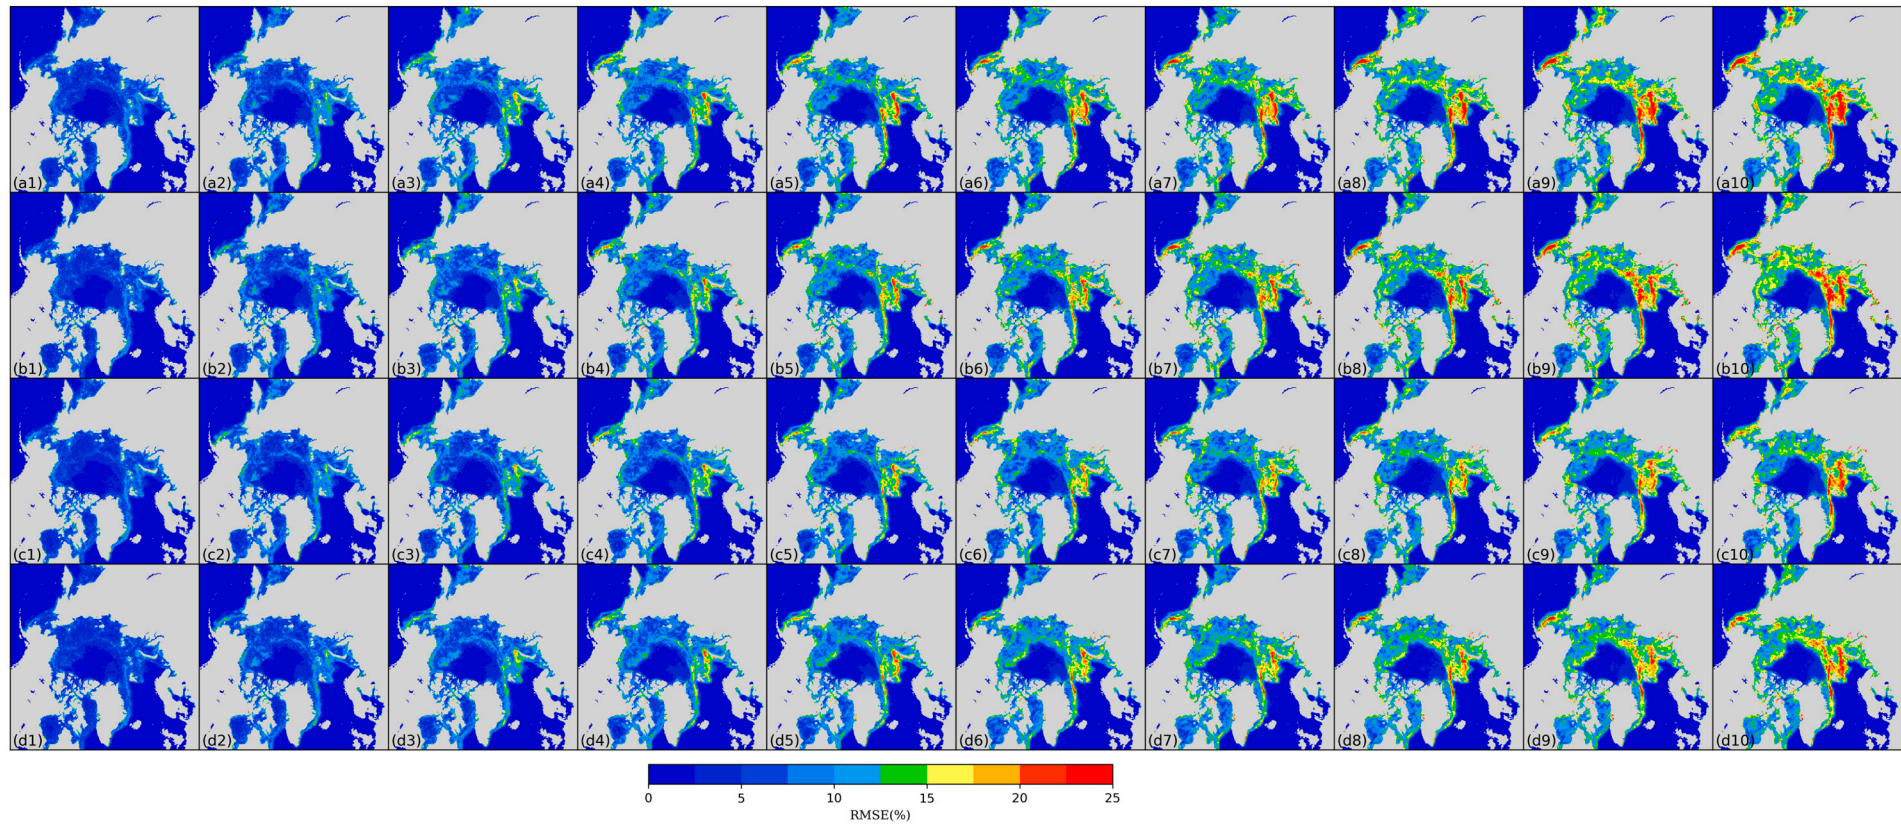 (a1) (a2) (a3) (a4) (a5) (a6) (a7) (a8) (a9) (a10)
(b1) (b2) (b3) (b4) (b5) (b6) (b7) (b8) (b9) (b10)
(c1) (c2) (c3) (c4) (c5) (c6) (c7) (c8) (c9) (c10)
(d1) (d2) (d3) (d4) (d5) (d6) (d7) (d8) (d9) (d10)
0 5 10 15 20 25
RMSE(%)